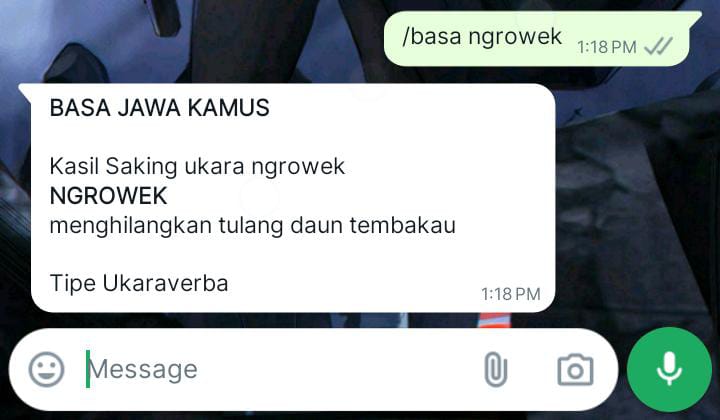 /basa ngrowek
1:18 PM
BASA JAWA KAMUS
Kasil Saking ukara ngrowek
NGROWEK
menghilangkan tulang daun tembakau
Tipe Ukaraverba
1:18 PM
Message